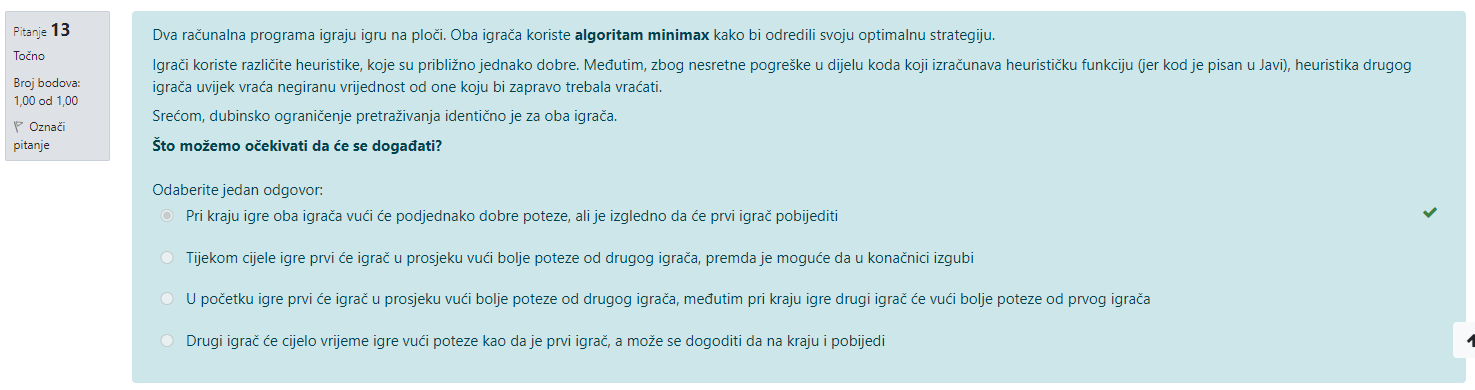 Pitanje 13
Točno
Broj bodova:
1,00 od 1,00
Označi
pitanje
Dva računalna programa igraju igru na ploči. Oba igrača koriste algoritam minimax kako bi odredili svoju optimalnu strategiju.
Igrači koriste različite heuristike, koje su približno jednako dobre. Međutim, zbog nesretne pogreške u dijelu koda koji izračunava heurističku funkciju (jer kod je pisan u Javi), heuristika drugog
igrača uvijek vraća negiranu vrijednost od one koju bi zapravo trebala vraćati.
Srećom, dubinsko ograničenje pretraživanja identično je za oba igrača.
Što možemo očekivati da će se događati?
Odaberite jedan odgovor:
Pri kraju igre oba igrača vući će podjednako dobre poteze, ali je izgledno da će prvi igrač pobijediti
Tijekom cijele igre prvi će igrač u prosjeku vući bolje poteze od drugog igrača, premda je moguće da u konačnici izgubi
U početku igre prvi će igrač u prosjeku vući bolje poteze od drugog igrača, međutim pri kraju igre drugi igrač će vući bolje poteze od prvog igrača
Drugi igrač će cijelo vrijeme igre vući poteze kao da je prvi igrač, a može se dogoditi da na kraju i pobijedi